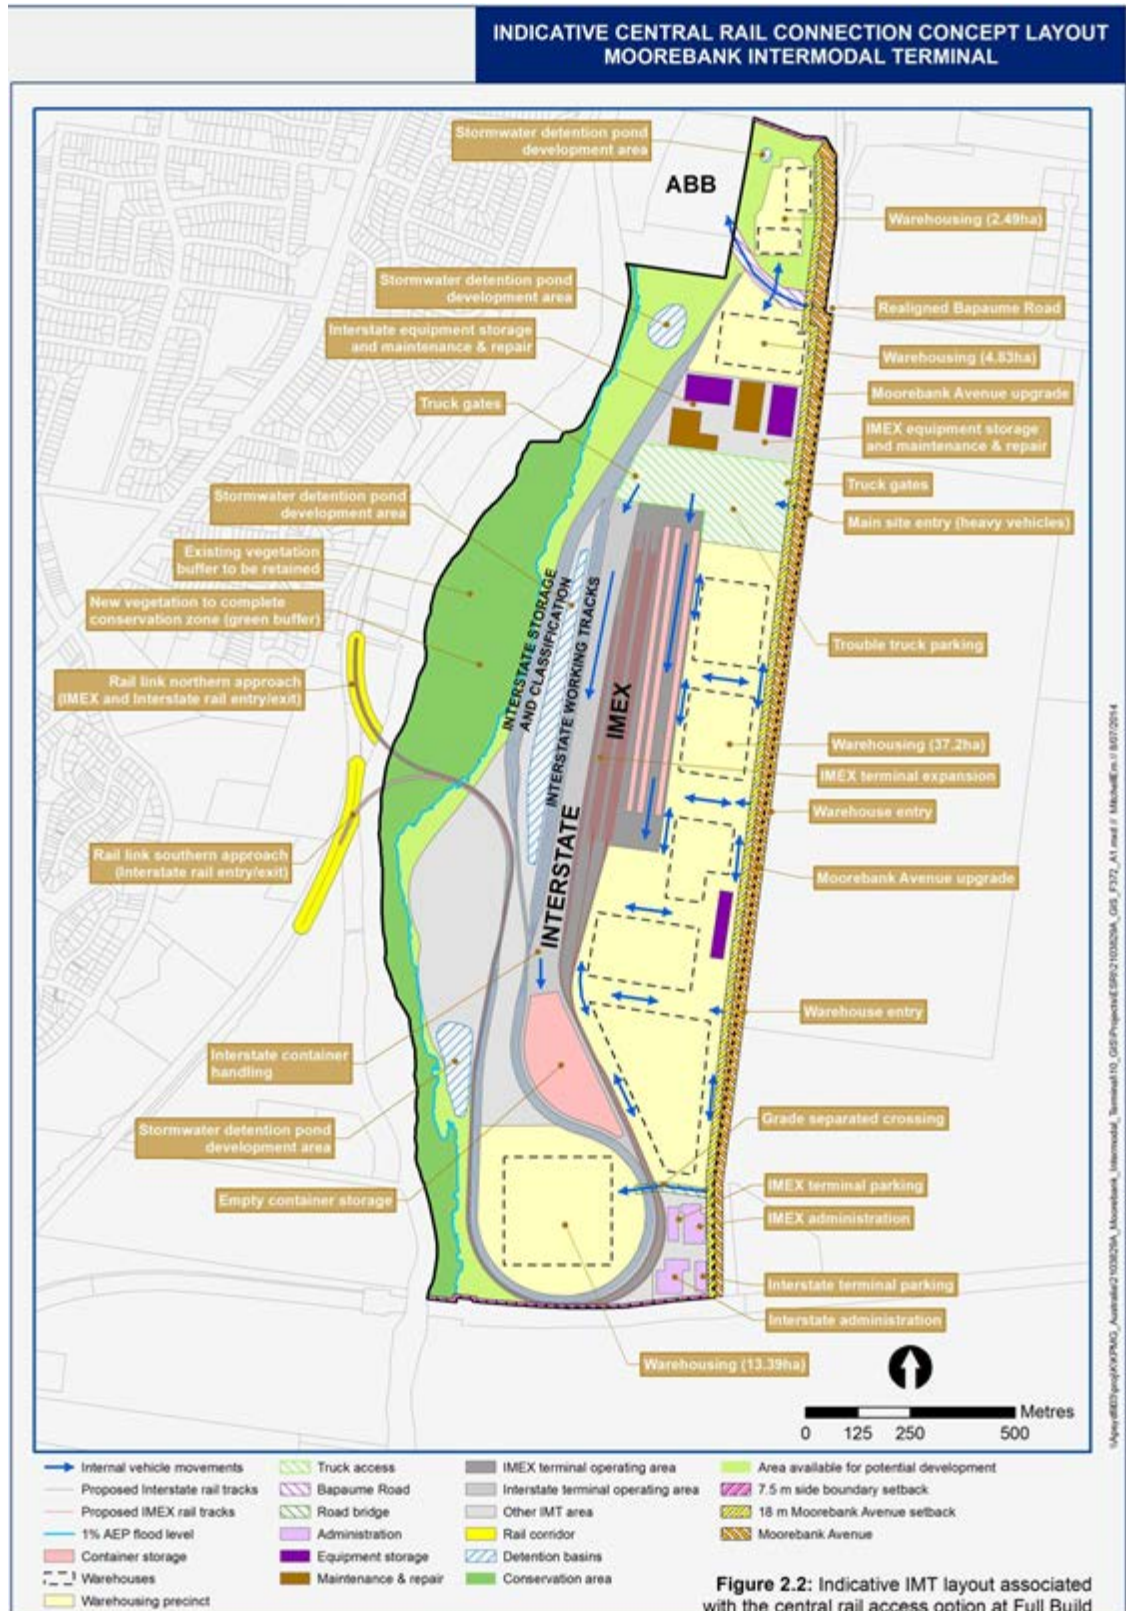 INDICATIVE CENTRAL RAIL CONNECTION CONCEPT LAYOUT
MOOREBANK INTERMODAL TERMINAL
Stormwater detention pond
development area
ABB
Warehousing (2.49ha)
Stormwater detention pond
development area
Realigned Bapaume Road
Interstate equipment storage
and maintenance & repair
Warehousing (4.83ha)
Moorebank Avenue upgrade
Truck gates
IMEX equipment storage
and maintenance & repair
Truck gates
Stormwater detention pond
development area
Main site entry (heavy vehicles)
Existing vegetation
buffer to be retained
New vegetation to complete
conservation zone (green buffer)
INTERSTATE STORAGE
AND CLASSIFICATION
INTERSTATE WORKING TRACKS
IMEX
INTERSTATE
Trouble truck parking
Rail link northern approach
(IMEX and Interstate rail entry/exit)
Warehousing (37.2ha)
IMEX terminal expansion
Warehouse entry
Rail link southern approach
(Interstate rail entry/exit)
Moorebank Avenue upgrade
Warehouse entry
Interstate container
handling
Grade separated crossing
Stormwater detention pond
development area
IMEX terminal parking
Empty container storage
IMEX administration
Interstate terminal parking
Interstate administration
Warehousing (13.39ha)
Metres
0 125 250 500
Internal vehicle movements
Proposed Interstate rail tracks
Proposed IMEX rail tracks
1% AEP flood level
Container storage
Warehouses
Warehousing precinct
Truck access
Bapaume Road
Road bridge
Administration
Equipment storage
Maintenance & repair
IMEX terminal operating area
Interstate terminal operating area
Other IMT area
Rail corridor
Detention basins
Conservation area
Area available for potential development
7.5 m side boundary setback
18 m Moorebank Avenue setback
Moorebank Avenue
Figure 2.2: Indicative IMT layout associated
with the central rail access option at Full Build